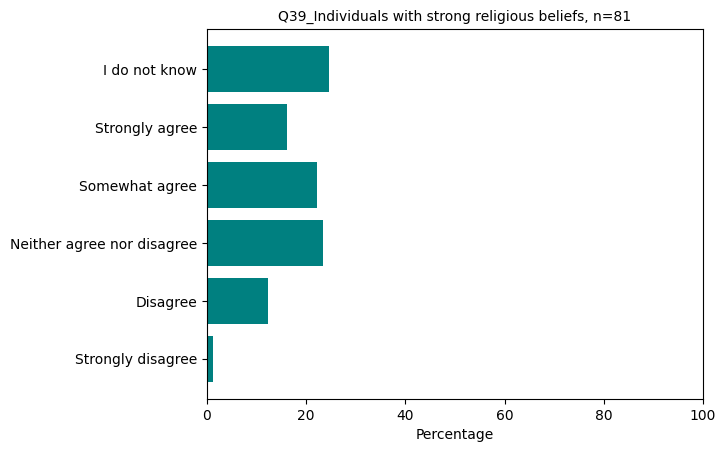 Q39_Individuals with strong religious beliefs, n=81
I do not know
Strongly agree
Somewhat agree
Neither agree nor disagree
Disagree
Strongly disagree
0 20 40 60 80 100
Percentage